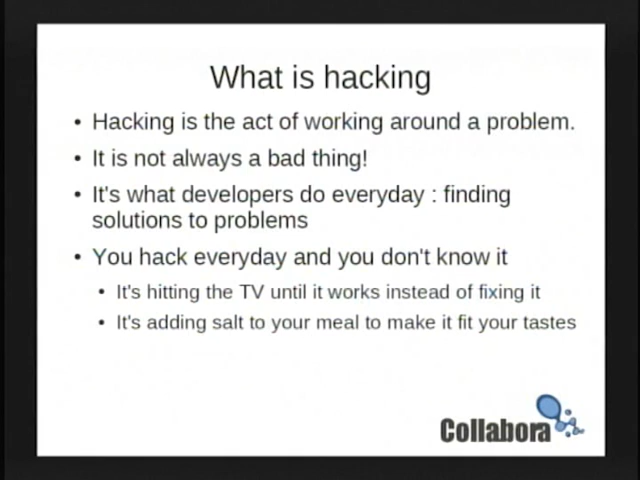 What is hacking
• Hacking is the act of working around a problem.
• It is not always a bad thing!
• It's what developers do everyday : finding
solutions to problems
• You hack everyday and you don't know it
• It's hitting the TV until it works instead of fixing it
• It's adding salt to your meal to make it fit your tastes
Collabora